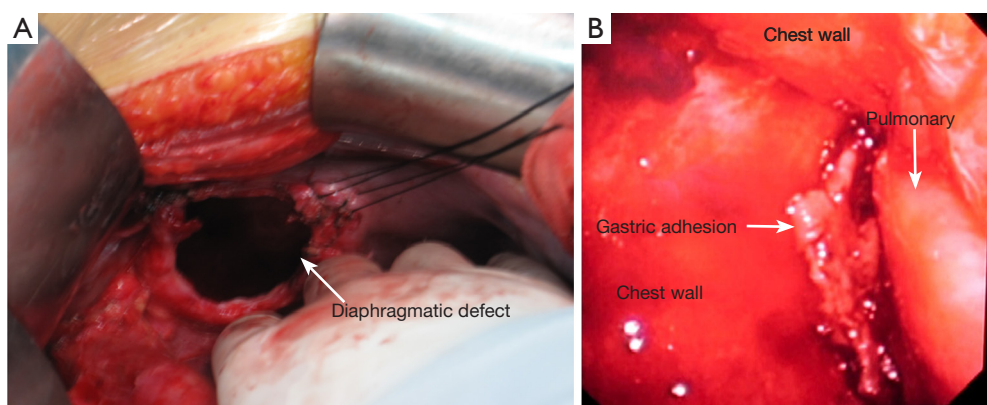 A
Diaphragmatic defect
B
Chest wall
Pulmonary
Gastric adhesion
Chest wall